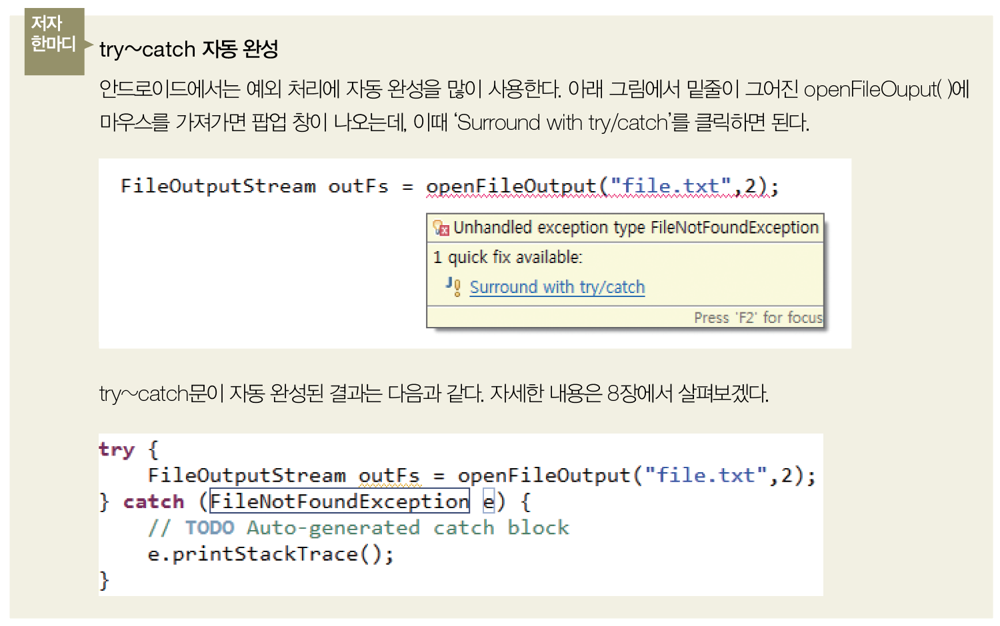 저자
한마디
try~catch 자동 완성
안드로이드에서는 예외 처리에 자동 완성을 많이 사용한다. 아래 그림에서 밑줄이 그어진 openFileOuput( )에
마우스를 가져가면 팝업 창이 나오는데, 이때 ‘Surround with try/catch’를 클릭하면 된다.
FileOutputStream outFs = openFileOutput("file.txt",2);
Unhandled exception type FileNotFoundException
1 quick fix available:
Surround with try/catch
Press 'F2' for focus
try~catch문이 자동 완성된 결과는 다음과 같다. 자세한 내용은 8장에서 살펴보겠다.
try {
    FileOutputStream outFs = openFileOutput("file.txt",2);
} catch (FileNotFoundException e) {
    // TODO Auto-generated catch block
    e.printStackTrace();
}